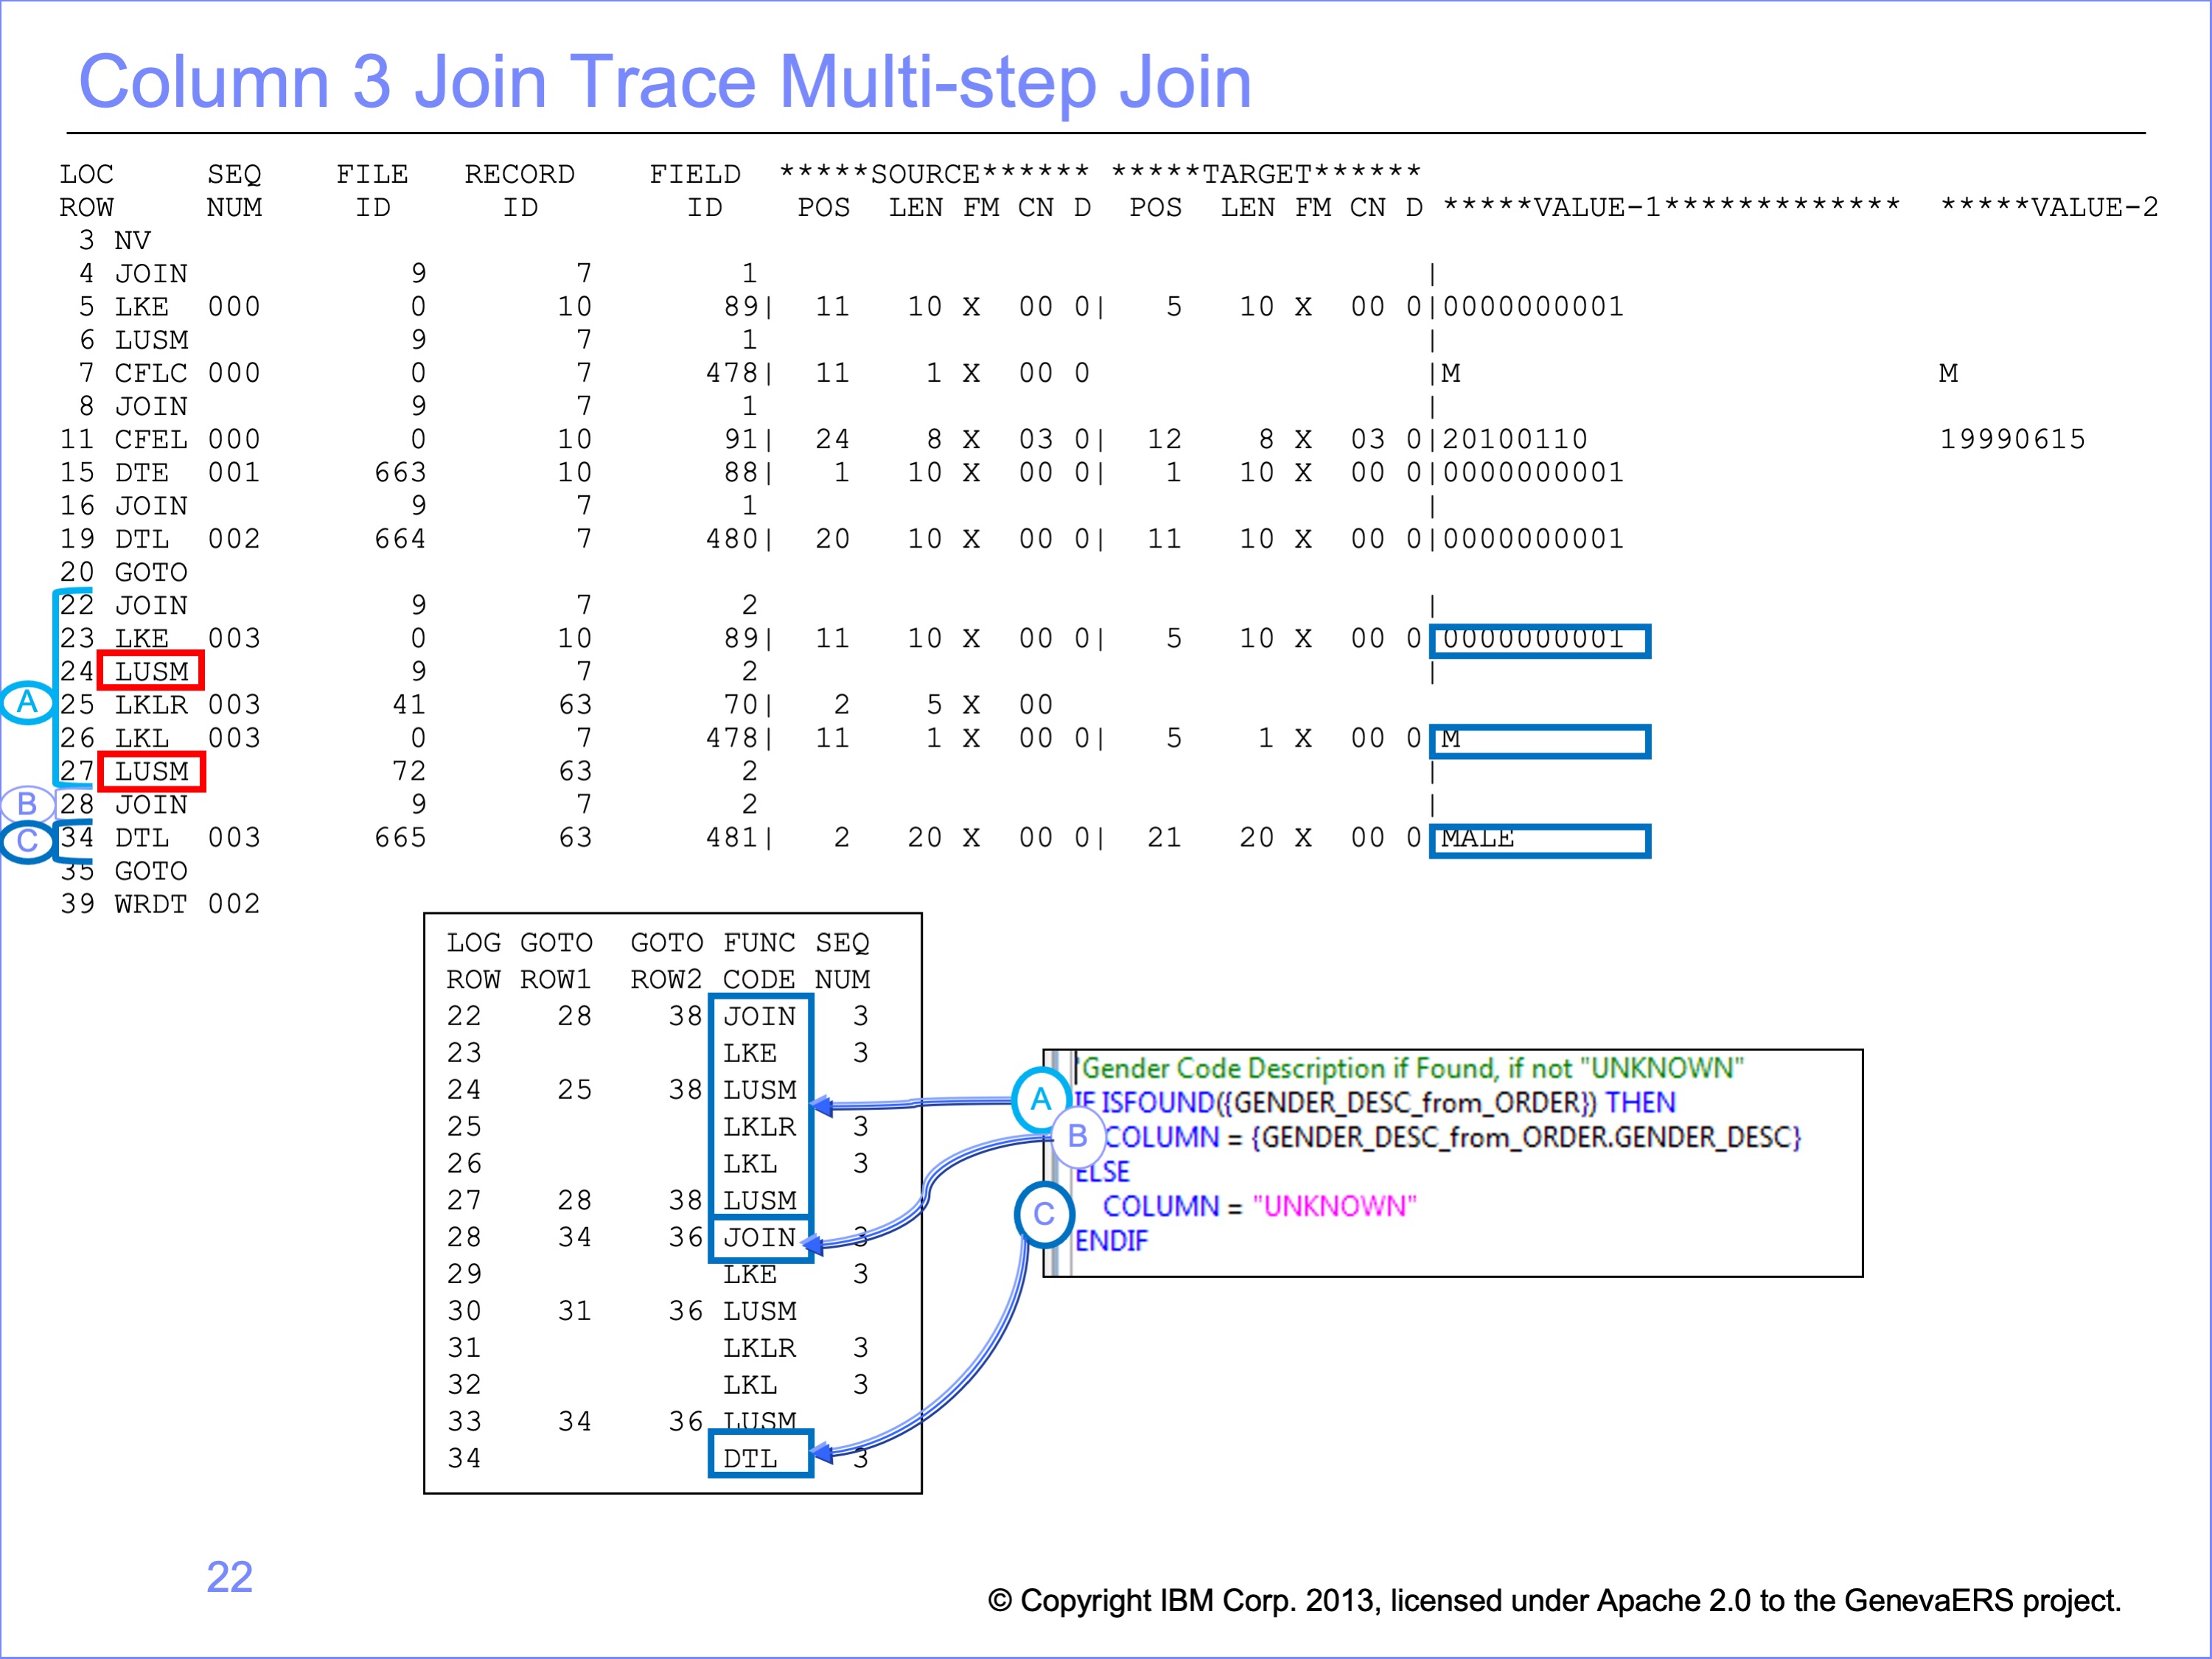 Column 3 Join Trace Multi-step Join
LOC SEQ FILE RECORD FIELD *****SOURCE****** *****TARGET******
ROW NUM ID ID ID POS LEN FM CN D POS LEN FM CN D *****VALUE-1************* *****VALUE-2
3 NV
4 JOIN 9 7 1 |
5 LKE 000 0 10 89| 11 10 X 00 0| 5 10 X 00 0|0000000001
6 LUSM 9 7 1 |
7 CFLC 000 0 7 478| 11 1 X 00 0 |M M
8 JOIN 9 7 1 |
11 CFEL 000 0 10 91| 24 8 X 03 0| 12 8 X 03 0|20100110 19990615
15 DTE 001 663 10 88| 1 10 X 00 0| 1 10 X 00 0|0000000001
16 JOIN 9 7 1 |
19 DTL 002 664 7 480| 20 10 X 00 0| 11 10 X 00 0|0000000001
20 GOTO
22 JOIN 9 7 2 |
23 LKE 003 0 10 89| 11 10 X 00 0| 5 10 X 00 0 0000000001
24 LUSM 9 7 2 |
A 25 LKLR 003 41 63 70| 2 5 X 00
26 LKL 003 0 7 478| 11 1 X 00 0| 5 1 X 00 0 M
27 LUSM 72 63 2 |
B 28 JOIN 9 7 2 |
C 34 DTL 003 665 63 481| 2 20 X 00 0| 21 20 X 00 0 MALE
35 GOTO
39 WRDT 002
LOG GOTO GOTO FUNC SEQ
ROW ROW1 ROW2 CODE NUM
22 28 38 JOIN 3
23 LKE 3
24 25 38 LUSM
25 LKLR 3
26 LKL 3
27 28 38 LUSM
28 34 36 JOIN 3
29 LKE 3
30 31 36 LUSM
31 LKLR 3
32 LKL 3
33 34 36 LUSM
34 DTL 3
'Gender Code Description if Found, if not "UNKNOWN"
A IF ISFOUND({GENDER_DESC_from_ORDER}) THEN
B COLUMN = {GENDER_DESC_from_ORDER.GENDER_DESC}
ELSE
C COLUMN = "UNKNOWN"
ENDIF
22
© Copyright IBM Corp. 2013, licensed under Apache 2.0 to the GenevaERS project.